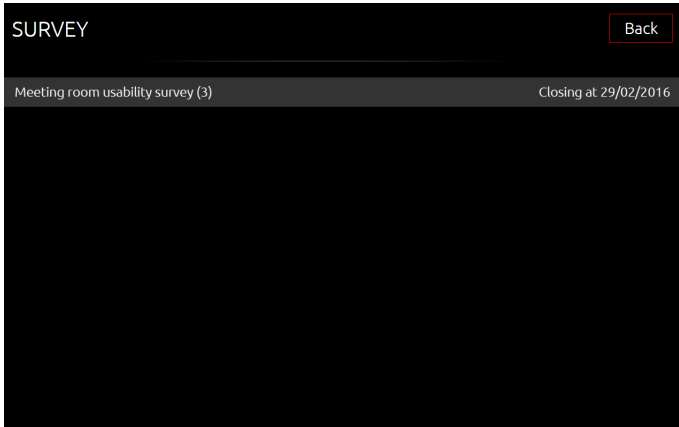 SURVEY
Back
Meeting room usability survey (3)
Closing at 29/02/2016